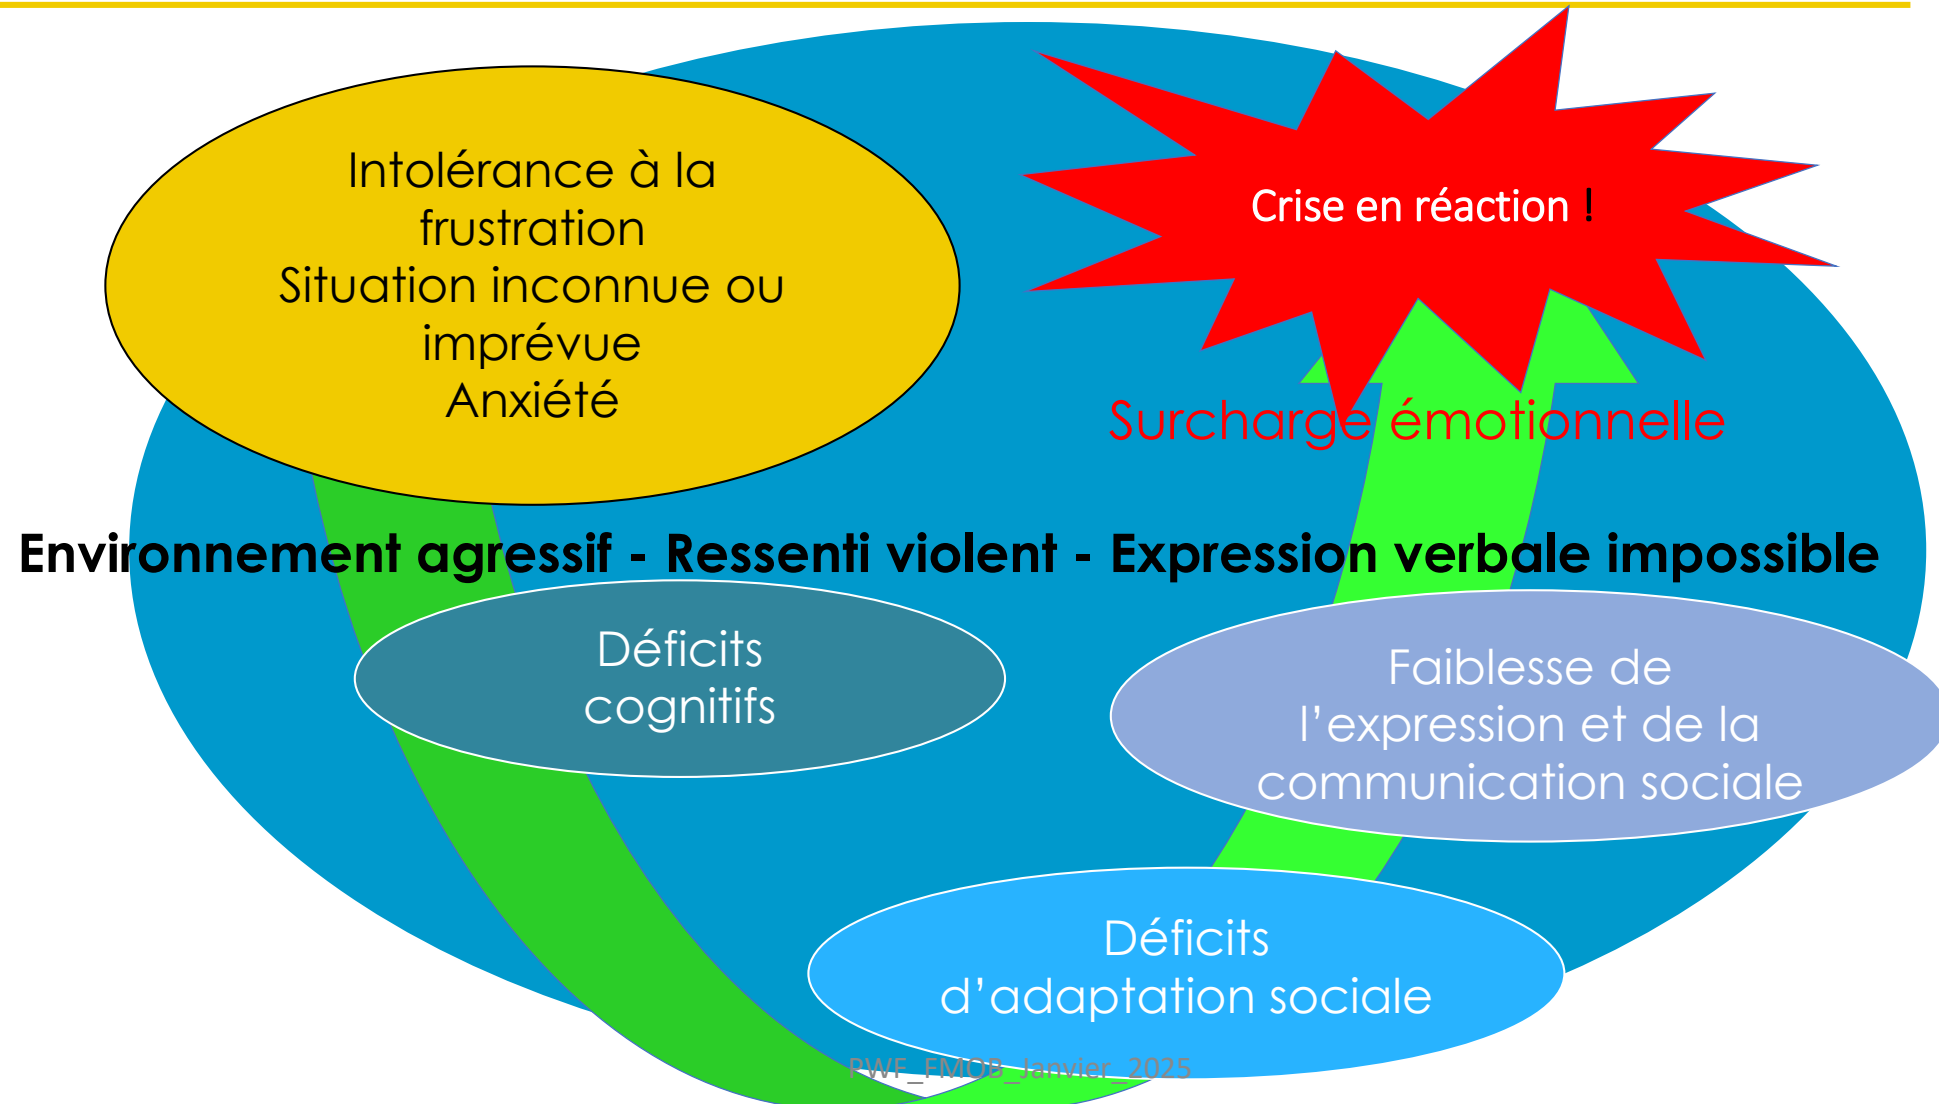 Intolérance à la
frustration
Situation inconnue ou
imprévue
Anxiété
Crise en réaction !
Surcharge émotionnelle
Environnement agressif - Ressenti violent - Expression verbale impossible
Déficits
cognitifs
Faiblesse de
l’expression et de la
communication sociale
Déficits
d’adaptation sociale
PWF_FMOB_Janvier_2025